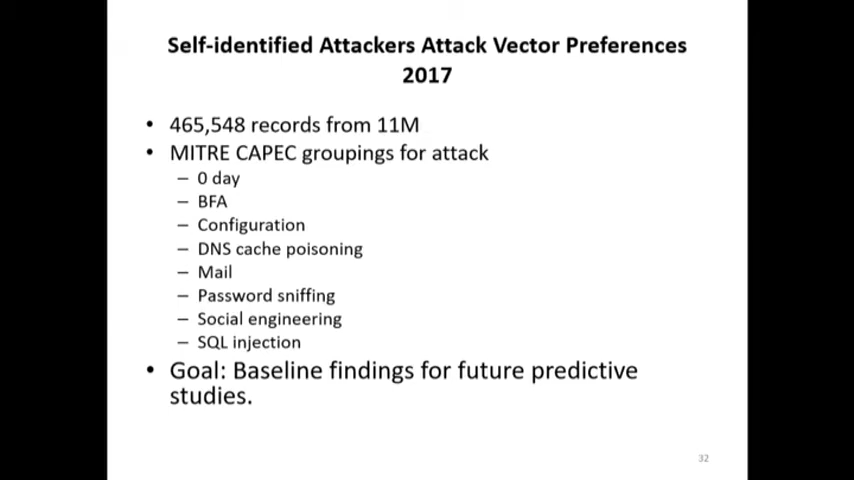 Self-identified Attackers Attack Vector Preferences
2017
• 465,548 records from 11M
• MITRE CAPEC groupings for attack
– 0 day
– BFA
– Configuration
– DNS cache poisoning
– Mail
– Password sniffing
– Social engineering
– SQL injection
• Goal: Baseline findings for future predictive
studies.
32